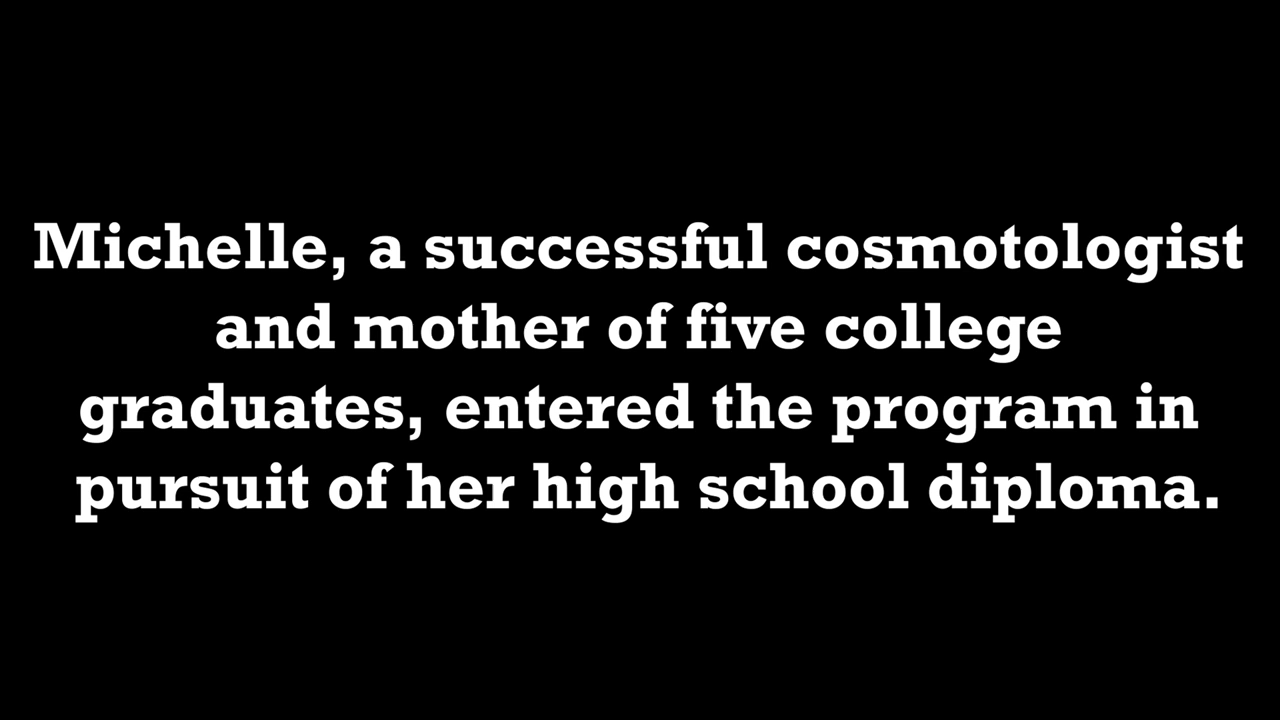 Michelle, a successful cosmotologist
and mother of five college
graduates, entered the program in
pursuit of her high school diploma.